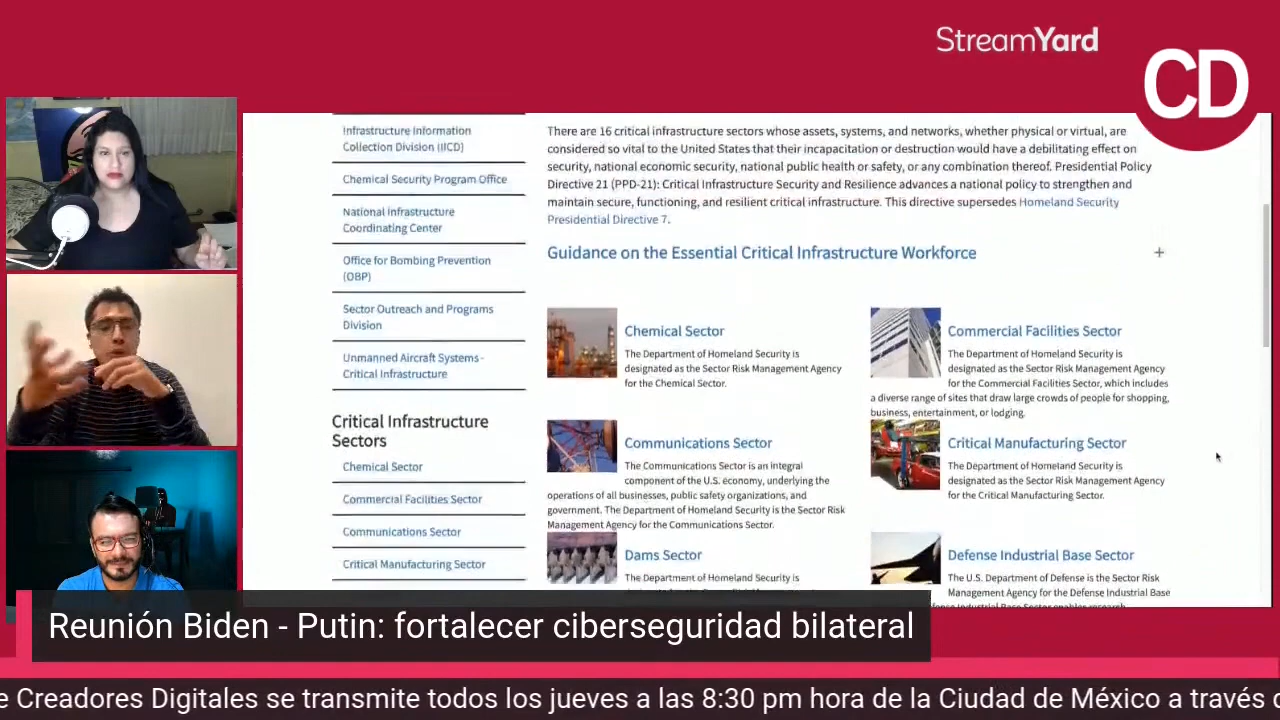 StreamYard
CD
Infrastructure Information
Collection Division (IICD)
Chemical Security Program Office
National Infrastructure
Coordinating Center
Office for Bombing Prevention
(OBP)
Sector Outreach and Programs
Division
Unmanned Aircraft Systems -
Critical Infrastructure
Critical Infrastructure
Sectors
Chemical Sector
Commercial Facilities Sector
Communications Sector
Critical Manufacturing Sector
There are 16 critical infrastructure sectors whose assets, systems, and networks, whether physical or virtual, are
considered so vital to the United States that their incapacitation or destruction would have a debilitating effect on
security, national economic security, national public health or safety, or any combination thereof. Presidential Policy
Directive 21 (PPD-21): Critical Infrastructure Security and Resilience advances a national policy to strengthen and
maintain secure, functioning, and resilient critical infrastructure. This directive supersedes Homeland Security
Presidential Directive 7.
Guidance on the Essential Critical Infrastructure Workforce +
Chemical Sector
The Department of Homeland Security is
designated as the Sector Risk Management Agency
for the Chemical Sector.
Commercial Facilities Sector
The Department of Homeland Security is
designated as the Sector Risk Management Agency
for the Commercial Facilities Sector, which includes
a diverse range of sites that draw large crowds of people for shopping,
business, entertainment, or lodging.
Communications Sector
The Communications Sector is an integral
component of the U.S. economy, underlying the
operations of all businesses, public safety organizations, and
government. The Department of Homeland Security is the Sector Risk
Management Agency for the Communications Sector.
Critical Manufacturing Sector
The Department of Homeland Security is
designated as the Sector Risk Management Agency
for the Critical Manufacturing Sector.
Dams Sector
The Department of Homeland Security is
Defense Industrial Base Sector
The U.S. Department of Defense is the Sector Risk
Management Agency for the Defense Industrial Base
Reunión Biden - Putin: fortalecer ciberseguridad bilateral
e Creadores Digitales se transmite todos los jueves a las 8:30 pm hora de la Ciudad de México a través